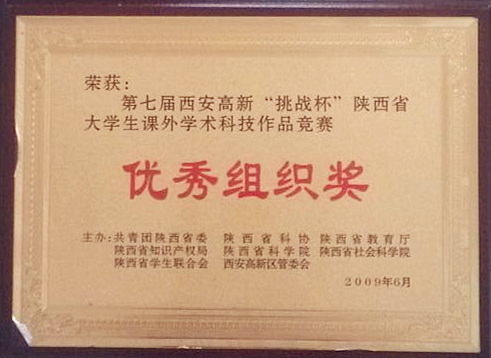 荣获：
第七届西安高新“挑战杯”陕西省
大学生课外学术科技作品竞赛
优秀组织奖
主办：共青团陕西省委 陕西省科协 陕西省教育厅
陕西省知识产权局 陕西省科学院 陕西省社会科学院
陕西省学生联合会 西安高新区管委会
2009年6月